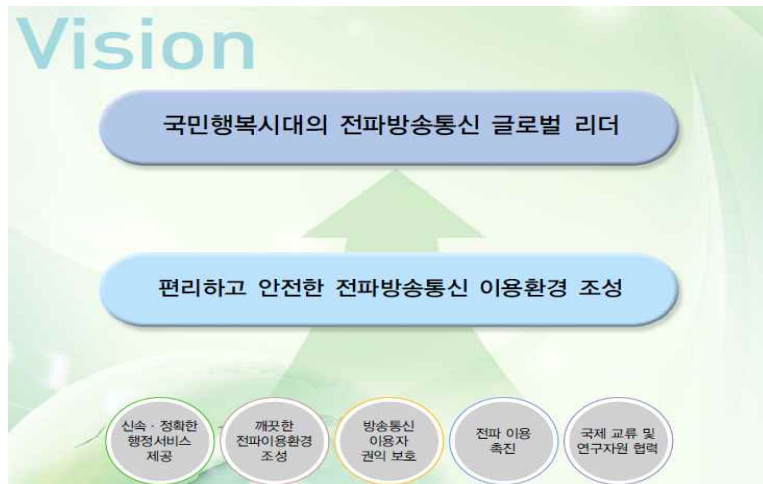 Vision
국민행복시대의 전파방송통신 글로벌 리더
편리하고 안전한 전파방송통신 이용환경 조성
신속 · 정확한
행정서비스
제공
깨끗한
전파이용환경
조성
방송통신
이용자
권익 보호
전파 이용
촉진
국제 교류 및
연구자원 협력